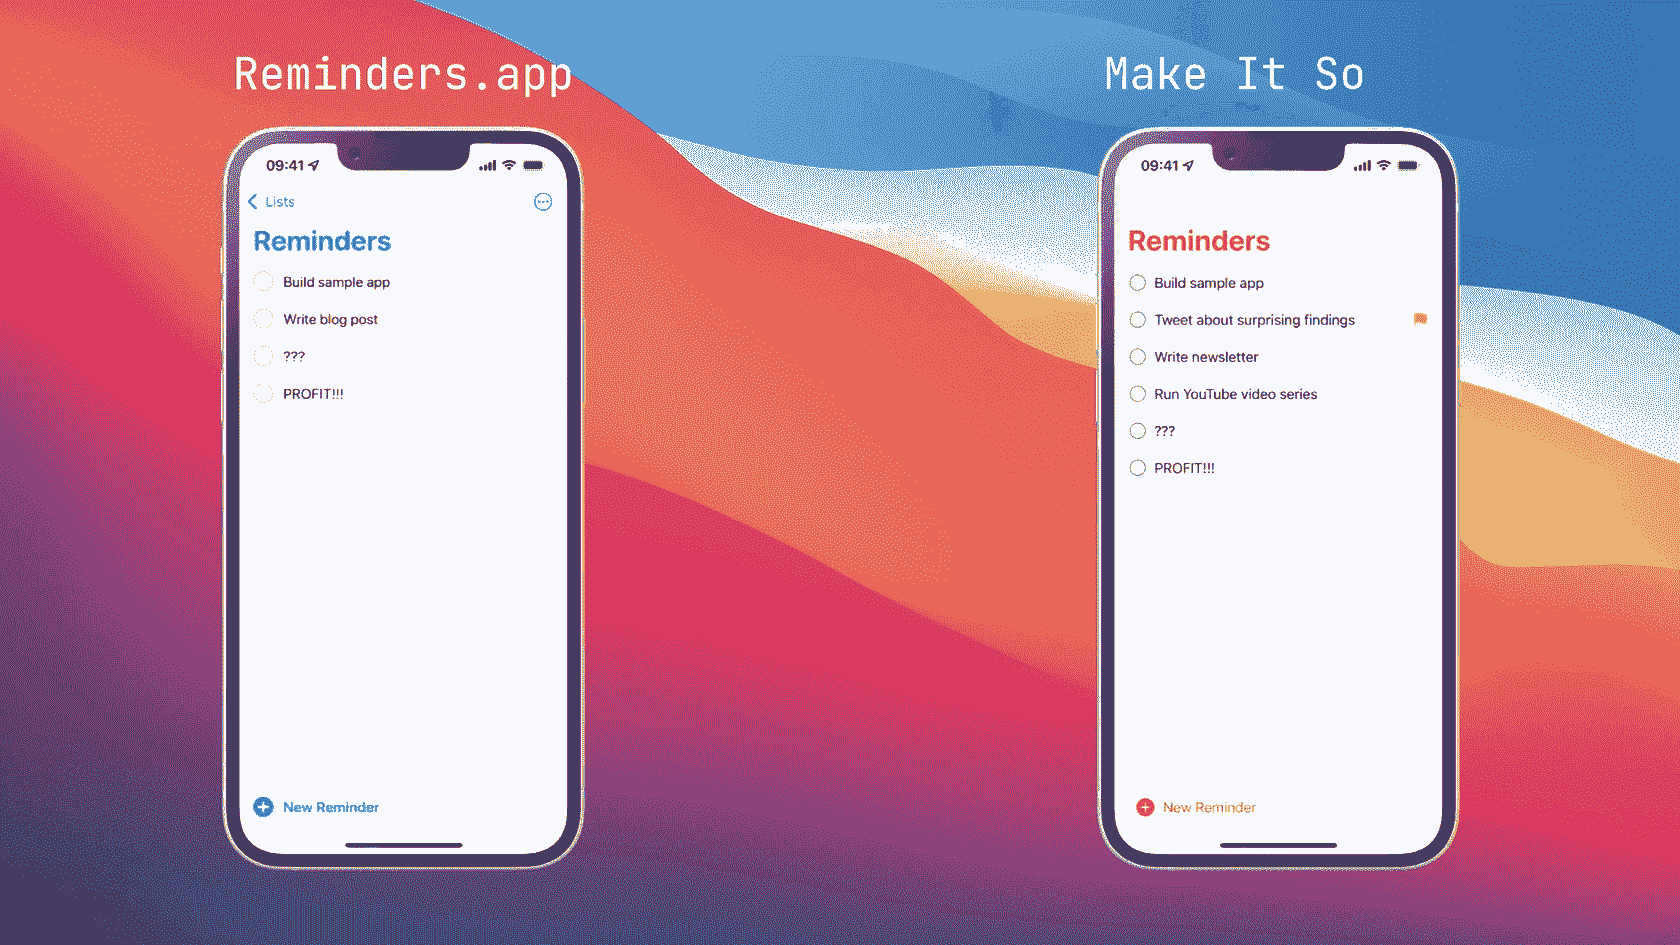 Reminders.app
09:41
Lists
Reminders
Build sample app
Write blog post
???
PROFIT!!!
New Reminder
Make It So
09:41
Reminders
Build sample app
Tweet about surprising findings
Write newsletter
Run YouTube video series
???
PROFIT!!!
New Reminder